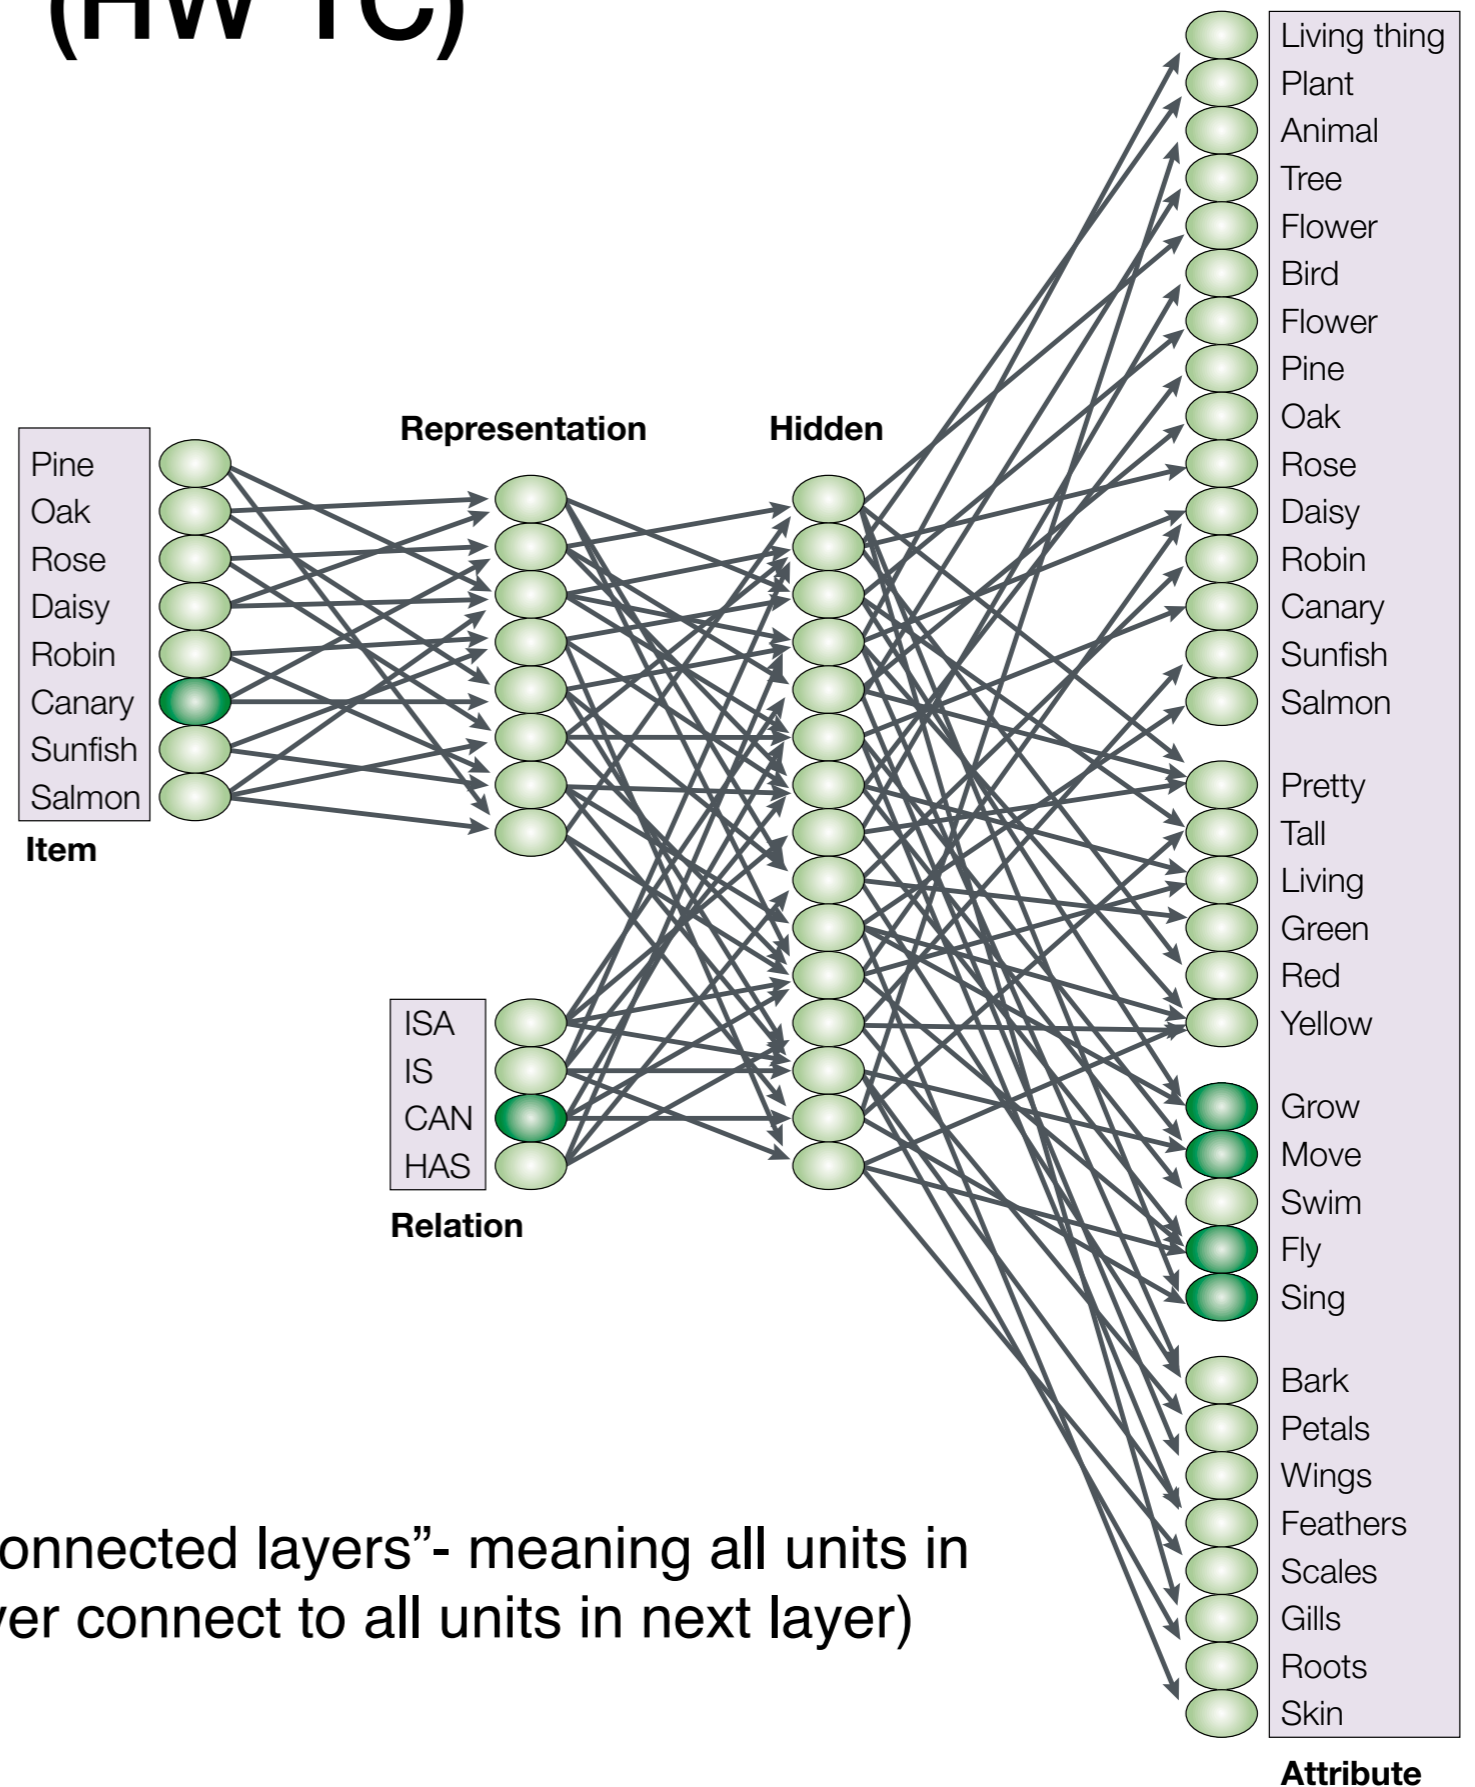 (HW 1C)
Representation
Hidden
Pine
Oak
Rose
Daisy
Robin
Canary
Sunfish
Salmon
Item
ISA
IS
CAN
HAS
Relation
Living thing
Plant
Animal
Tree
Flower
Bird
Flower
Pine
Oak
Rose
Daisy
Robin
Canary
Sunfish
Salmon
Pretty
Tall
Living
Green
Red
Yellow
Grow
Move
Swim
Fly
Sing
Bark
Petals
Wings
Feathers
Scales
Gills
Roots
Skin
Attribute
onnected layers”- meaning all units in
yer connect to all units in next layer)